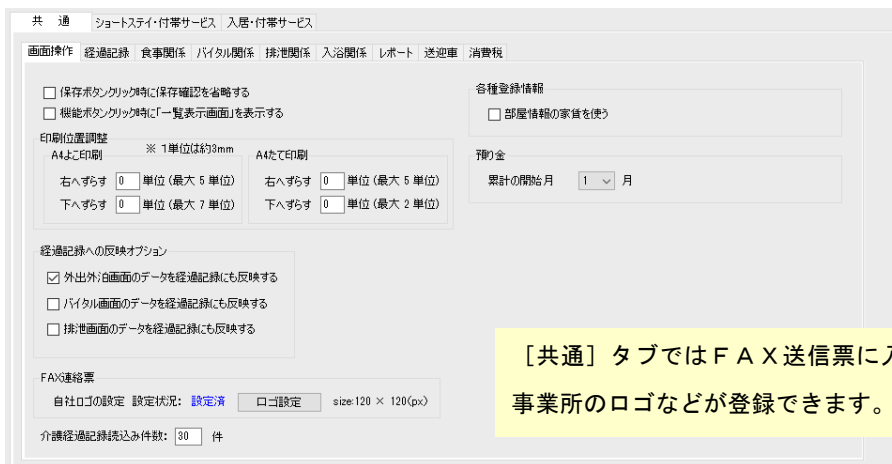 共　通　ショートステイ・付帯サービス　入居・付帯サービス
画面操作　経過記録　食事関係　バイタル関係　排泄関係　入浴関係　レポート　送迎車　消費税
保存ボタンクリック時に保存確認を省略する
機能ボタンクリック時に「一覧表示画面」を表示する
印刷位置調整
※ 1単位は約3mm
A4よこ印刷
右へずらす 0 単位 (最大 5 単位)
下へずらす 0 単位 (最大 7 単位)
A4たて印刷
右へずらす 0 単位 (最大 5 単位)
下へずらす 0 単位 (最大 2 単位)
経過記録への反映オプション
外出外泊画面のデータを経過記録にも反映する
バイタル画面のデータを経過記録にも反映する
排泄画面のデータを経過記録にも反映する
FAX連絡票
自社ロゴの設定 設定状況: 設定済 ロゴ設定 size:120 × 120(px)
介護経過記録読込み件数: 30 件
各種登録情報
部屋情報の家賃を使う
預り金
累計の開始月 1 月
［共通］タブではＦＡＸ送信票に入
事業所のロゴなどが登録できます。